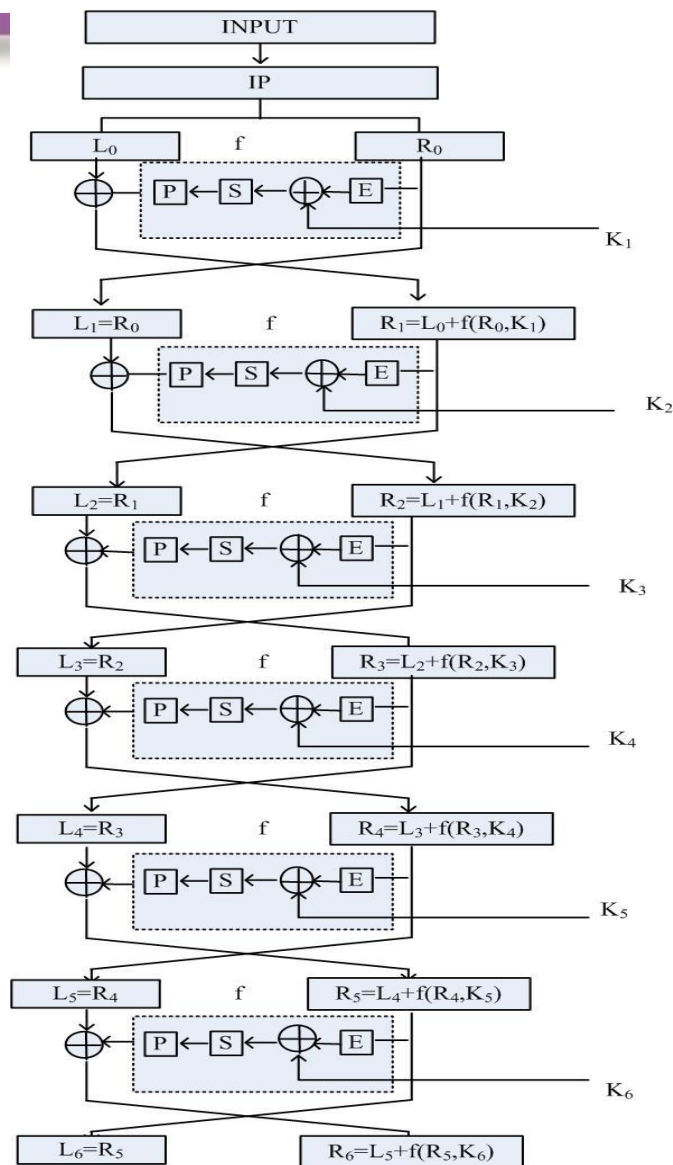 INPUT
IP
L₀ f R₀
P S E
K₁
L₁=R₀ f R₁=L₀+f(R₀,K₁)
P S E
K₂
L₂=R₁ f R₂=L₁+f(R₁,K₂)
P S E
K₃
L₃=R₂ f R₃=L₂+f(R₂,K₃)
P S E
K₄
L₄=R₃ f R₄=L₃+f(R₃,K₄)
P S E
K₅
L₅=R₄ f R₅=L₄+f(R₄,K₅)
P S E
K₆
L₆=R₅ R₆=L₅+f(R₅,K₆)